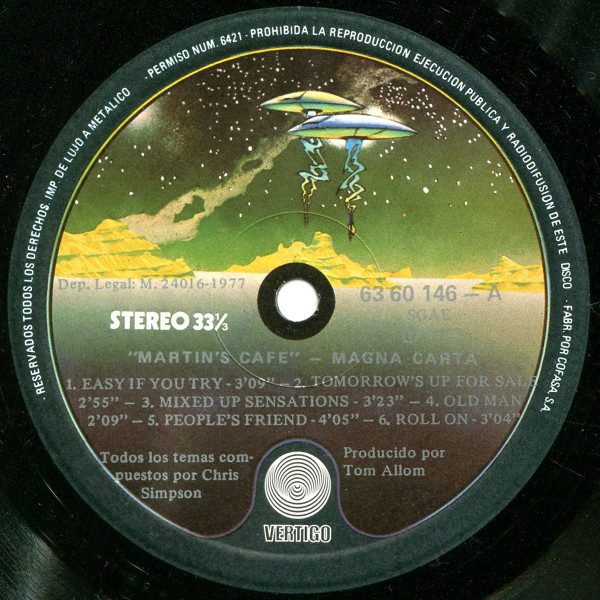 ·RESERVADOS TODOS LOS DERECHOS. IMP. DE LUJO A METALICO ·PERMISO NUM. 6421·PROHIBIDA LA REPRODUCCION EJECUCION PUBLICA Y RADIODIFUSION DE ESTE DISCO · FABR. POR COFASA S.A.
Dep. Legal: M. 24016-1977
63 60 146 — A
STEREO 33⅓
SGAE
"MARTIN'S CAFE" — MAGNA CARTA
1. EASY IF YOU TRY - 3'09" — 2. TOMORROW'S UP FOR SALE
2'55" — 3. MIXED UP SENSATIONS - 3'23" — 4. OLD MAN
2'09" — 5. PEOPLE'S FRIEND - 4'05" — 6. ROLL ON - 3'04"
Todos los temas com-
puestos por Chris
Simpson
Producido por
Tom Allom
VERTIGO